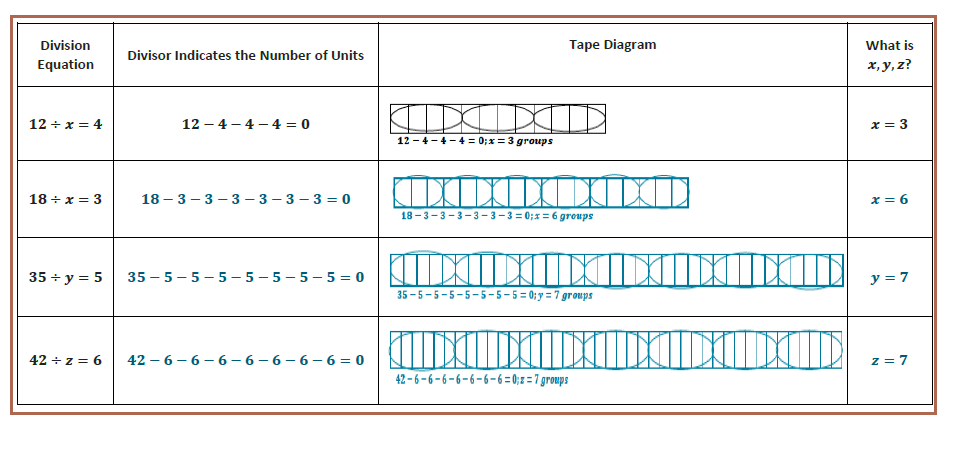 Division
Equation
Divisor Indicates the Number of Units
Tape Diagram
What is
x, y, z?
12 ÷ x = 4
12 − 4 − 4 − 4 = 0
12 − 4 − 4 − 4 = 0; x = 3 groups
x = 3
18 ÷ x = 3
18 − 3 − 3 − 3 − 3 − 3 − 3 = 0
18 − 3 − 3 − 3 − 3 − 3 − 3 = 0; x = 6 groups
x = 6
35 ÷ y = 5
35 − 5 − 5 − 5 − 5 − 5 − 5 − 5 = 0
35 − 5 − 5 − 5 − 5 − 5 − 5 − 5 = 0; y = 7 groups
y = 7
42 ÷ z = 6
42 − 6 − 6 − 6 − 6 − 6 − 6 − 6 = 0
42 − 6 − 6 − 6 − 6 − 6 − 6 − 6 = 0; z = 7 groups
z = 7